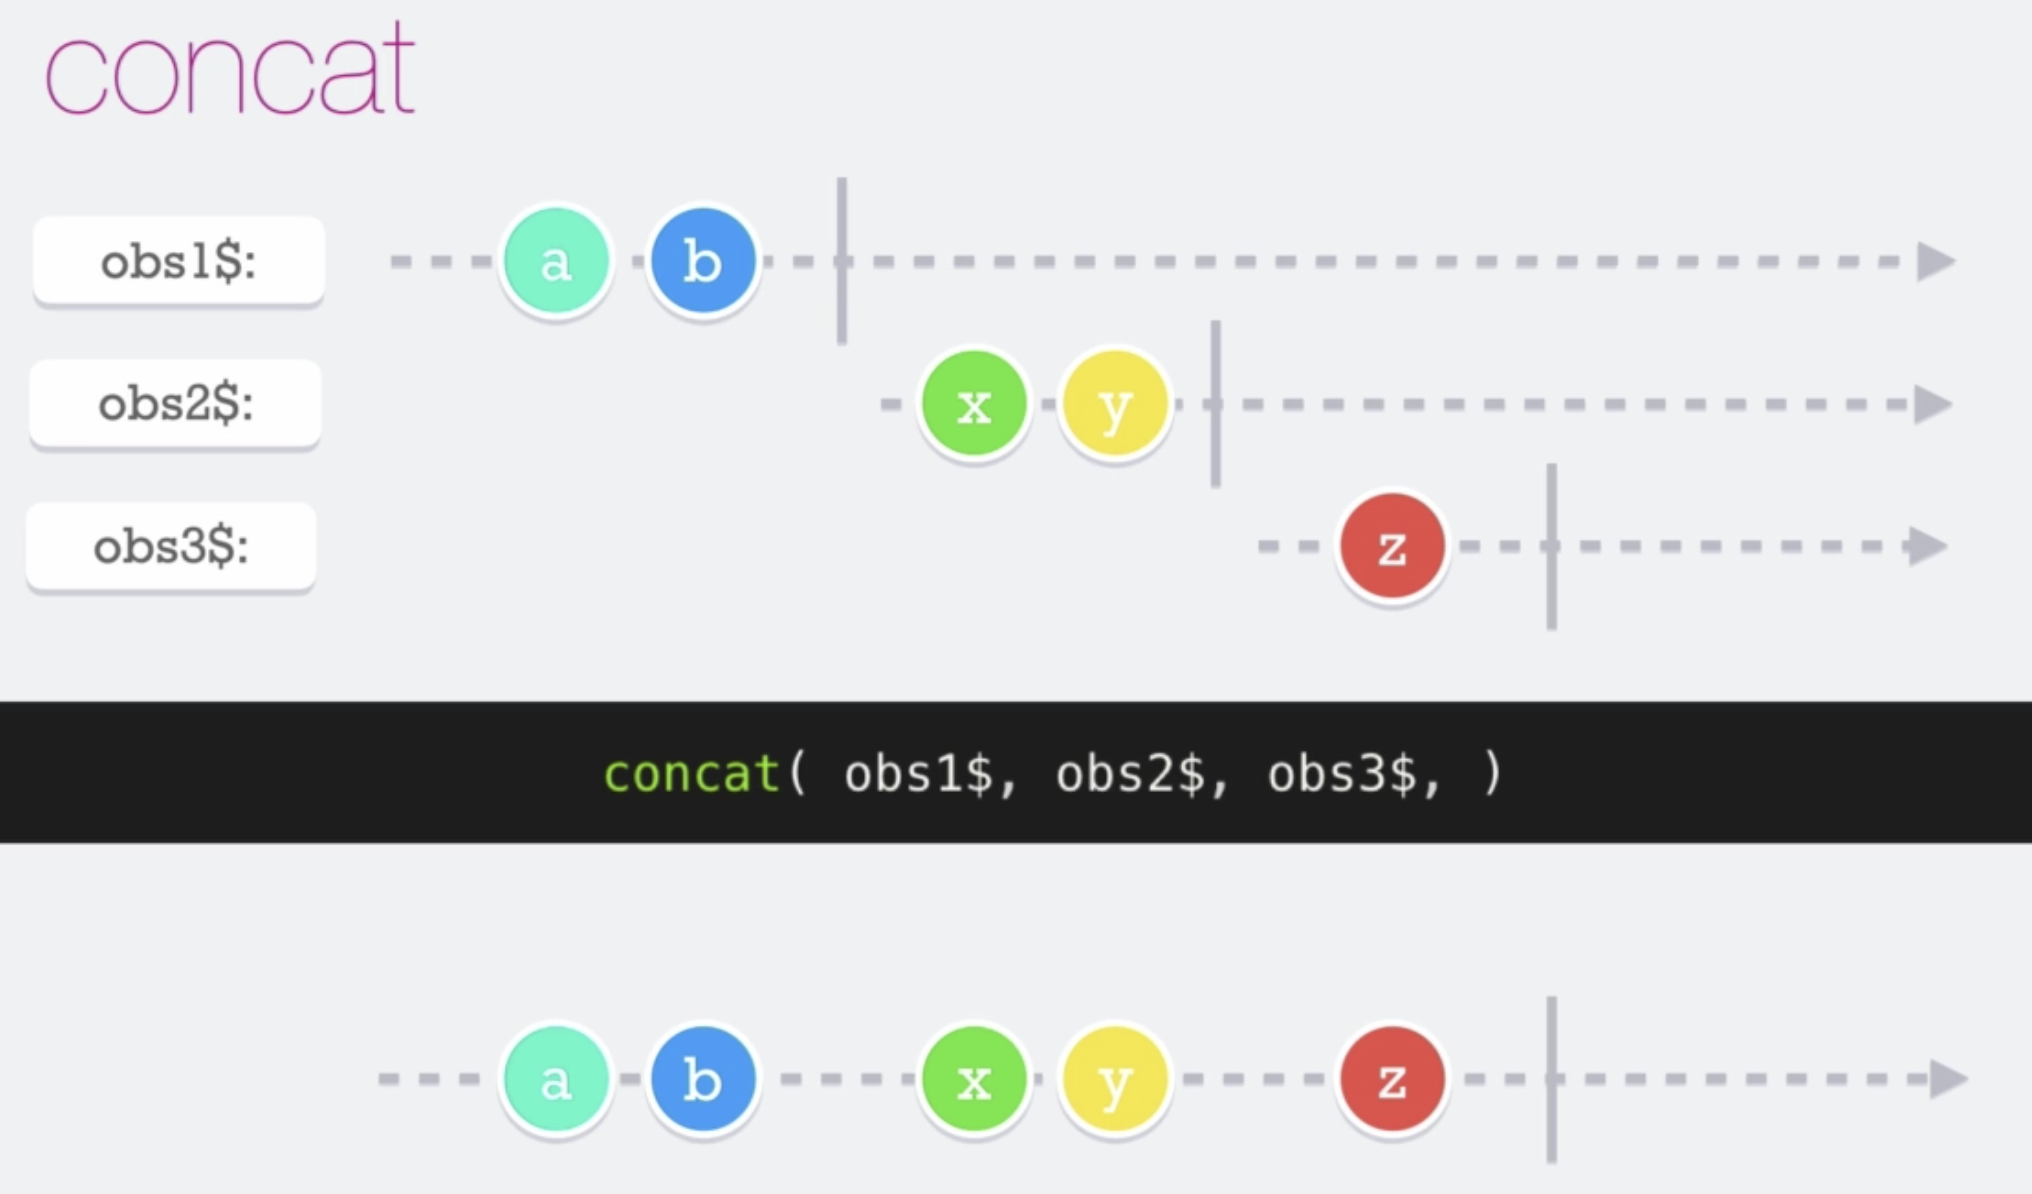 concat
obs1$: a b
obs2$: x y
obs3$: z
concat( obs1$, obs2$, obs3$, )
a b x y z